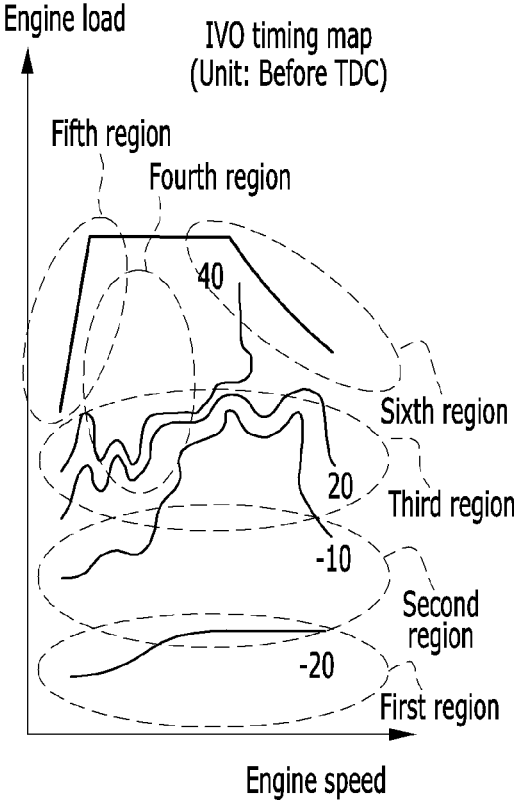 Engine load
IVO timing map
(Unit: Before TDC)
Fifth region
Fourth region
40
Sixth region
20
Third region
-10
Second
region
-20
First region
Engine speed